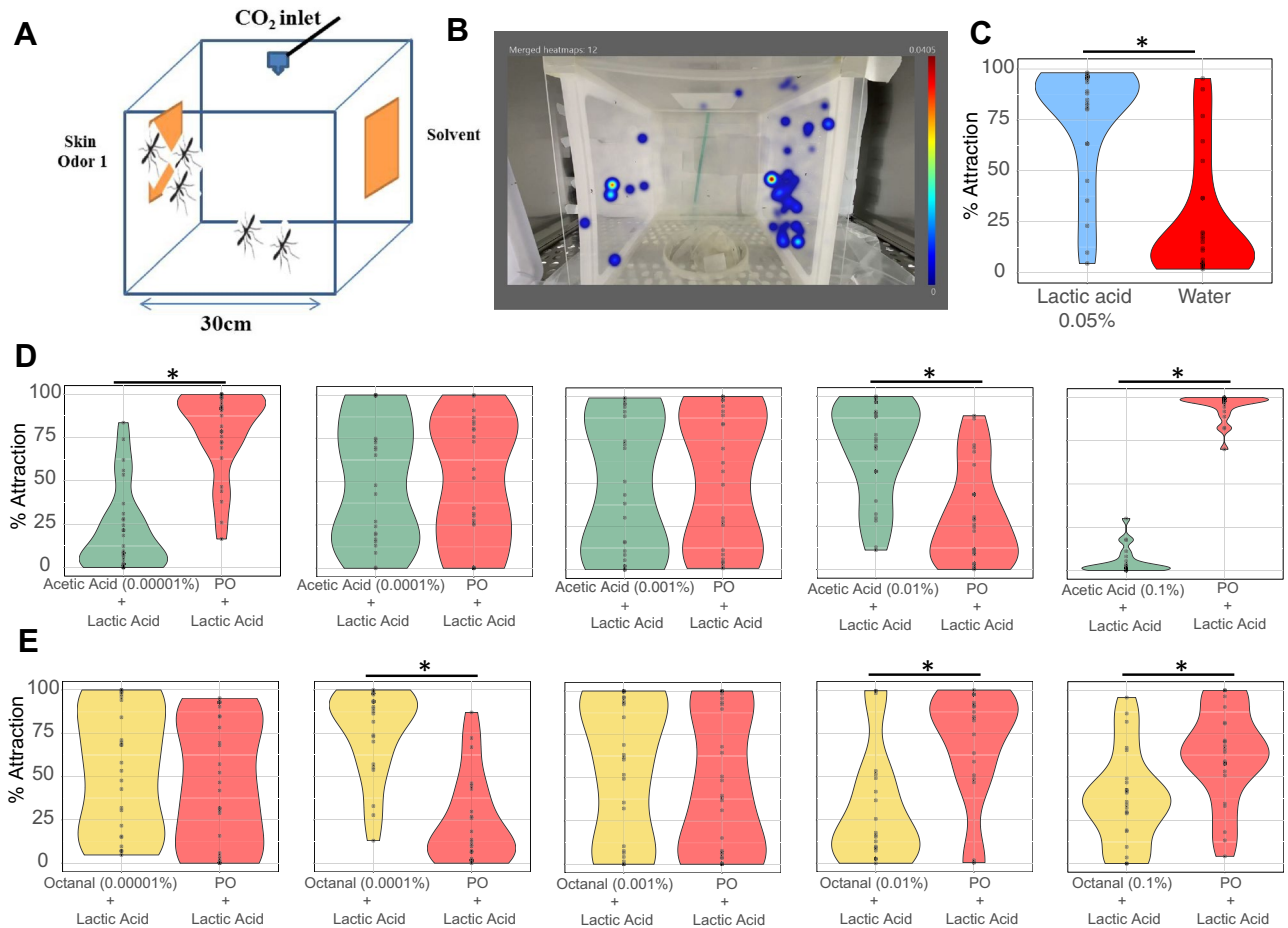 A
CO2 inlet
Skin
Odor 1
Solvent
30cm
B
Merged heatmaps: 12
0.0405
0
C
*
% Attraction
100
75
50
25
0
Lactic acid
0.05%
Water
D
% Attraction
100
75
50
25
0
*
Acetic Acid (0.00001%)
+
Lactic Acid
PO
+
Lactic Acid
Acetic Acid (0.0001%)
+
Lactic Acid
PO
+
Lactic Acid
Acetic Acid (0.001%)
+
Lactic Acid
PO
+
Lactic Acid
*
Acetic Acid (0.01%)
+
Lactic Acid
PO
+
Lactic Acid
*
Acetic Acid (0.1%)
+
Lactic Acid
PO
+
Lactic Acid
E
% Attraction
100
75
50
25
0
Octanal (0.00001%)
+
Lactic Acid
PO
+
Lactic Acid
*
Octanal (0.0001%)
+
Lactic Acid
PO
+
Lactic Acid
Octanal (0.001%)
+
Lactic Acid
PO
+
Lactic Acid
*
Octanal (0.01%)
+
Lactic Acid
PO
+
Lactic Acid
*
Octanal (0.1%)
+
Lactic Acid
PO
+
Lactic Acid